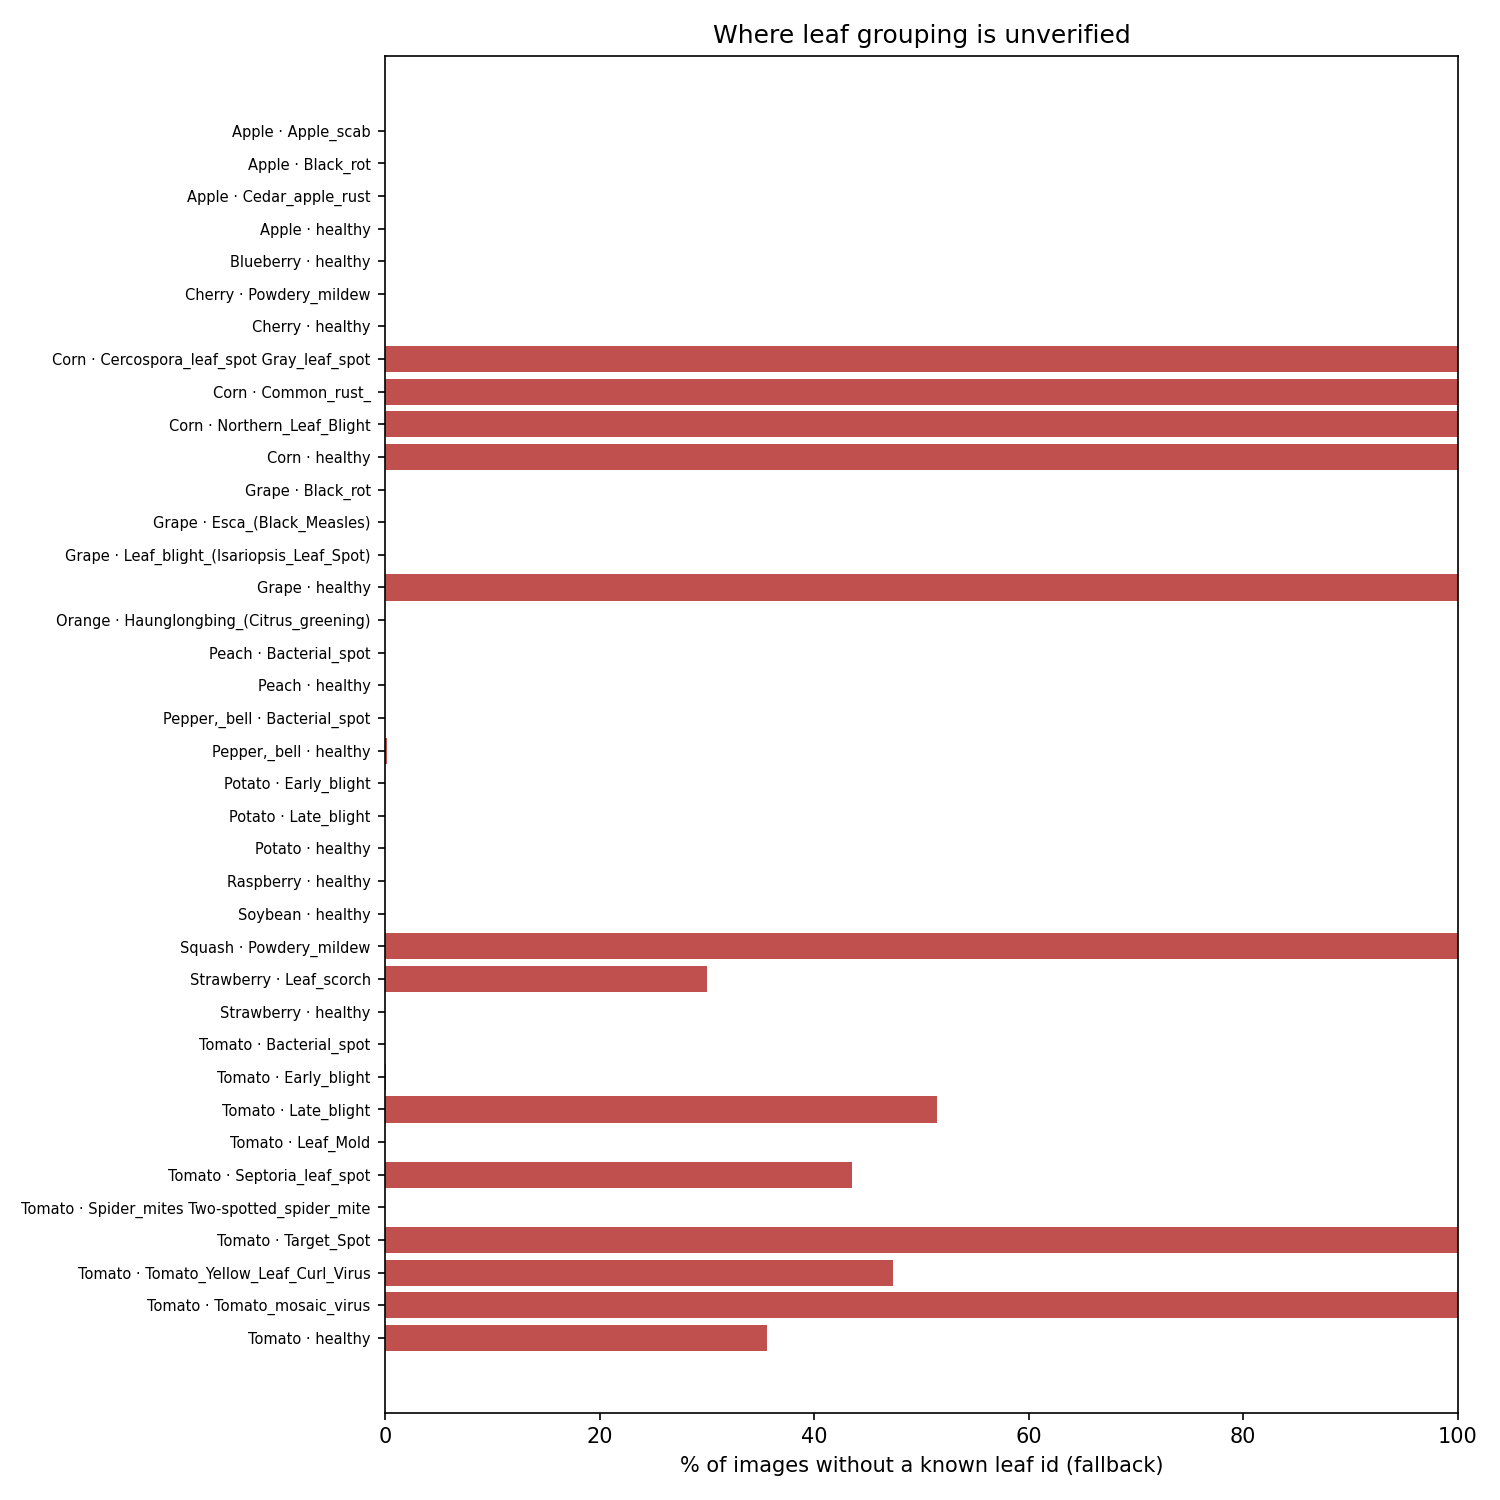 Where leaf grouping is unverified
Apple · Apple_scab
Apple · Black_rot
Apple · Cedar_apple_rust
Apple · healthy
Blueberry · healthy
Cherry · Powdery_mildew
Cherry · healthy
Corn · Cercospora_leaf_spot Gray_leaf_spot
Corn · Common_rust_
Corn · Northern_Leaf_Blight
Corn · healthy
Grape · Black_rot
Grape · Esca_(Black_Measles)
Grape · Leaf_blight_(Isariopsis_Leaf_Spot)
Grape · healthy
Orange · Haunglongbing_(Citrus_greening)
Peach · Bacterial_spot
Peach · healthy
Pepper,_bell · Bacterial_spot
Pepper,_bell · healthy
Potato · Early_blight
Potato · Late_blight
Potato · healthy
Raspberry · healthy
Soybean · healthy
Squash · Powdery_mildew
Strawberry · Leaf_scorch
Strawberry · healthy
Tomato · Bacterial_spot
Tomato · Early_blight
Tomato · Late_blight
Tomato · Leaf_Mold
Tomato · Septoria_leaf_spot
Tomato · Spider_mites Two-spotted_spider_mite
Tomato · Target_Spot
Tomato · Tomato_Yellow_Leaf_Curl_Virus
Tomato · Tomato_mosaic_virus
Tomato · healthy
0 20 40 60 80 100
% of images without a known leaf id (fallback)